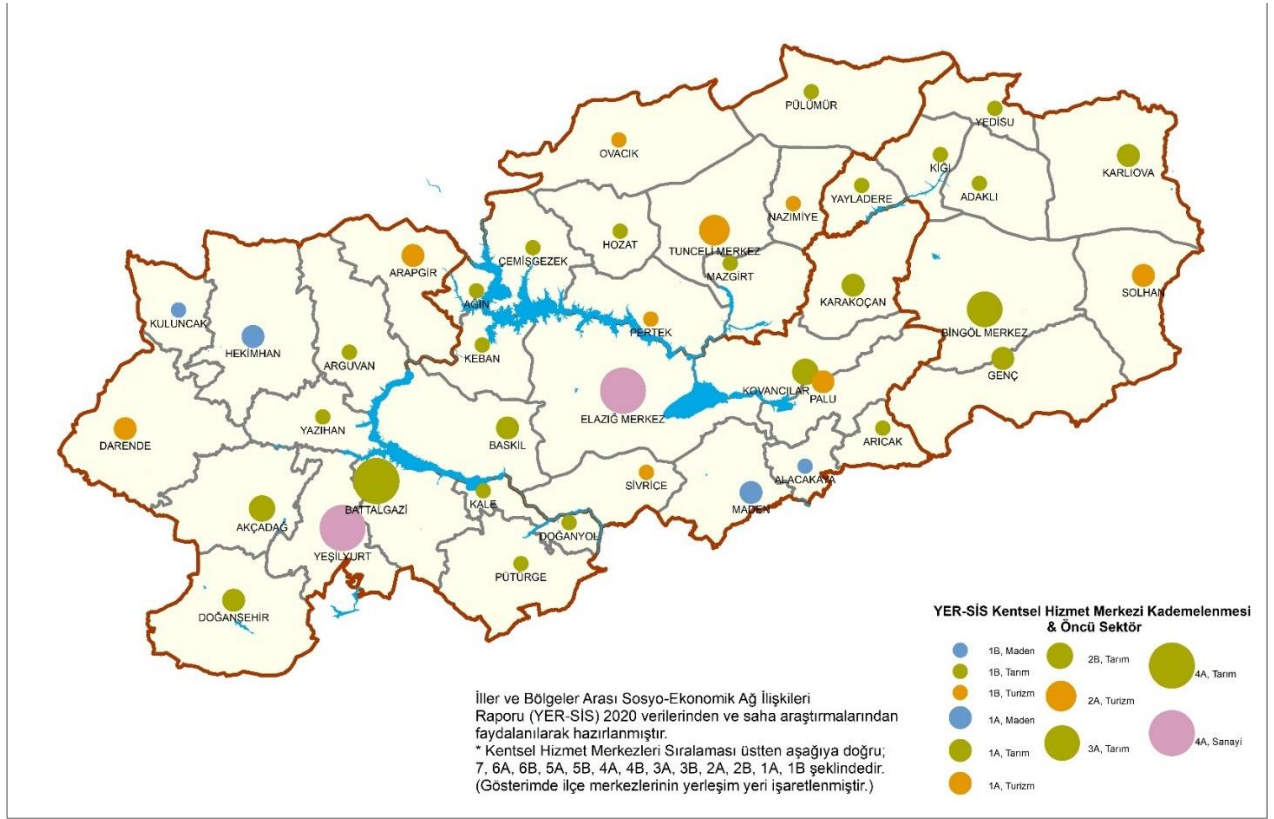 PÜLÜMÜR
YEDİSU
OVACIK
KİĞI
KARLIOVA
YAYLADERE
ADAKLI
NAZIMİYE
HOZAT
TUNCELİ MERKEZ
ÇEMİŞGEZEK
ARAPGİR
MAZGİRT
SOLHAN
AĞIN
KARAKOÇAN
KULUNCAK
PERTEK
BİNGÖL MERKEZ
HEKİMHAN
KEBAN
ARGUVAN
GENÇ
KOVANCILAR
PALU
ELAZIĞ MERKEZ
YAZIHAN
DARENDE
BASKİL
ARICAK
SİVRİCE
ALACAKAYA
KALE
MADEN
BATTALGAZİ
AKÇADAĞ
DOĞANYOL
YEŞİLYURT
PÜTÜRGE
DOĞANŞEHİR
YER-SİS Kentsel Hizmet Merkezi Kademelenmesi
& Öncü Sektör
1B, Maden
1B, Tarım
1B, Turizm
1A, Maden
1A, Tarım
1A, Turizm
2B, Tarım
2A, Turizm
3A, Tarım
4A, Tarım
4A, Sanayi
İller ve Bölgeler Arası Sosyo-Ekonomik Ağ İlişkileri
Raporu (YER-SİS) 2020 verilerinden ve saha araştırmalarından
faydalanılarak hazırlanmıştır.
* Kentsel Hizmet Merkezleri Sıralaması üstten aşağıya doğru;
7, 6A, 6B, 5A, 5B, 4A, 4B, 3A, 3B, 2A, 2B, 1A, 1B şeklindedir.
(Gösterimde ilçe merkezlerinin yerleşim yeri işaretlenmiştir.)